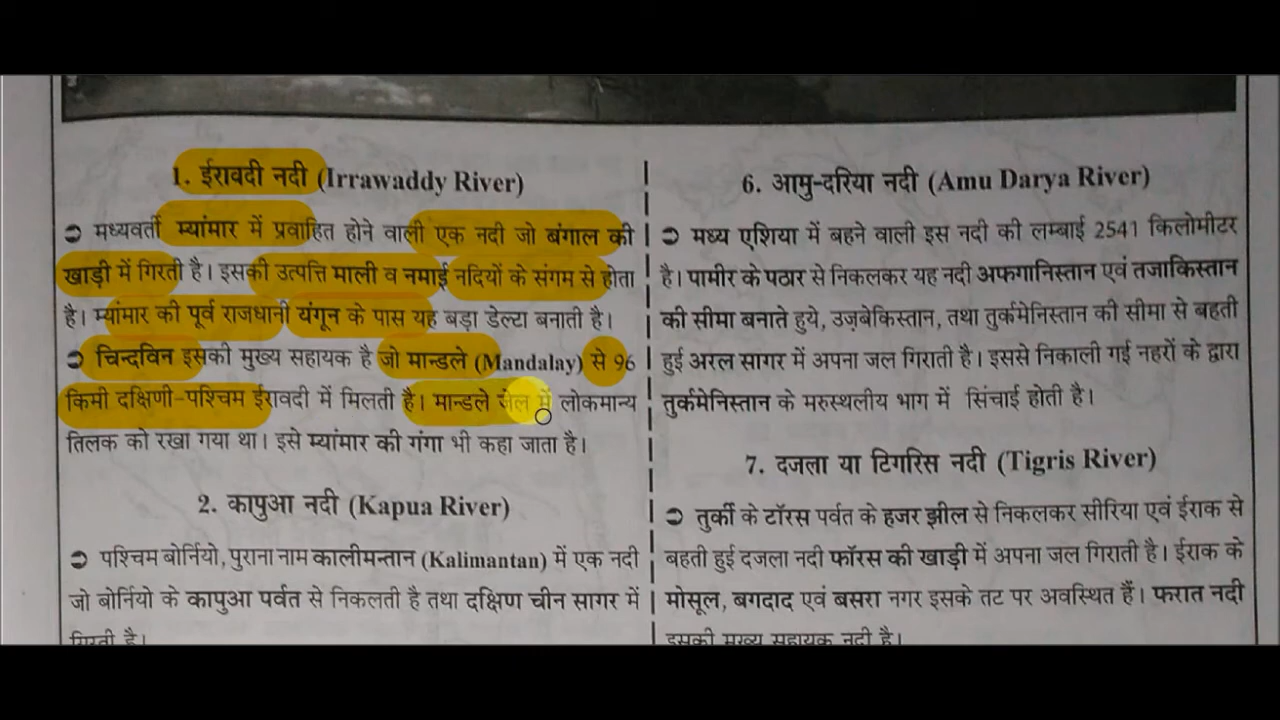 1. ईरावदी नदी (Irrawaddy River)
➲ मध्यवर्ती म्यांमार में प्रवाहित होने वाली एक नदी जो बंगाल की
खाड़ी में गिरती है। इसकी उत्पत्ति माली व नमाई नदियों के संगम से होता
है। म्यांमार की पूर्व राजधानी यंगून के पास यह बड़ा डेल्टा बनाती है।
➲ चिन्दविन इसकी मुख्य सहायक है जो मान्डले (Mandalay) से 96
किमी दक्षिणी-पश्चिम ईरावदी में मिलती है। मान्डले जेल में लोकमान्य
तिलक को रखा गया था। इसे म्यांमार की गंगा भी कहा जाता है।
2. कापुआ नदी (Kapua River)
➲ पश्चिम बोर्नियो, पुराना नाम कालीमन्तान (Kalimantan) में एक नदी
जो बोर्नियो के कापुआ पर्वत से निकलती है तथा दक्षिण चीन सागर में
गिरती है।
6. आमु-दरिया नदी (Amu Darya River)
➲ मध्य एशिया में बहने वाली इस नदी की लम्बाई 2541 किलोमीटर
है। पामीर के पठार से निकलकर यह नदी अफगानिस्तान एवं तजाकिस्तान
की सीमा बनाते हुये, उज़बेकिस्तान, तथा तुर्कमेनिस्तान की सीमा से बहती
हुई अरल सागर में अपना जल गिराती है। इससे निकाली गई नहरों के द्वारा
तुर्कमेनिस्तान के मरुस्थलीय भाग में सिंचाई होती है।
7. दजला या टिगरिस नदी (Tigris River)
➲ तुर्की के टॉरस पर्वत के हजर झील से निकलकर सीरिया एवं ईराक से
बहती हुई दजला नदी फॉरस की खाड़ी में अपना जल गिराती है। ईराक के
मोसूल, बगदाद एवं बसरा नगर इसके तट पर अवस्थित हैं। फरात नदी
इसकी मुख्य सहायक नदी है।